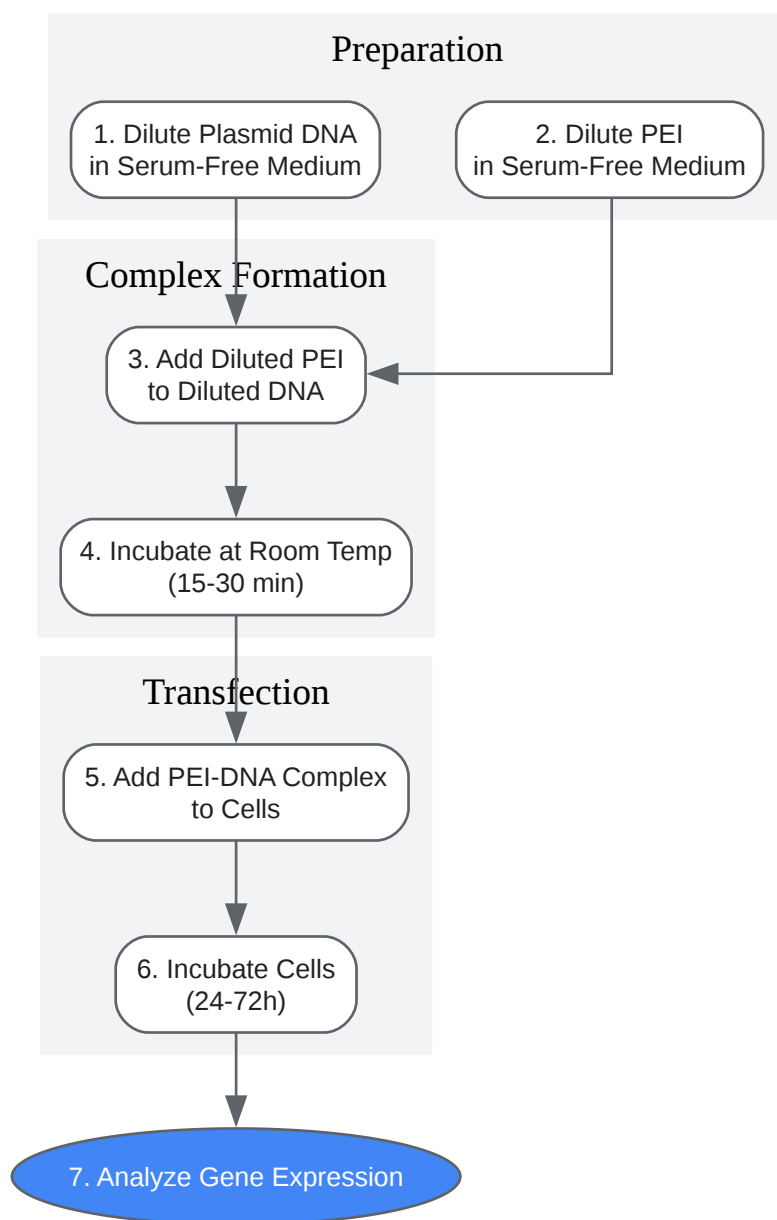 Preparation
1. Dilute Plasmid DNA
in Serum-Free Medium
2. Dilute PEI
in Serum-Free Medium
Complex Formation
3. Add Diluted PEI
to Diluted DNA
4. Incubate at Room Temp
(15-30 min)
Transfection
5. Add PEI-DNA Complex
to Cells
6. Incubate Cells
(24-72h)
7. Analyze Gene Expression